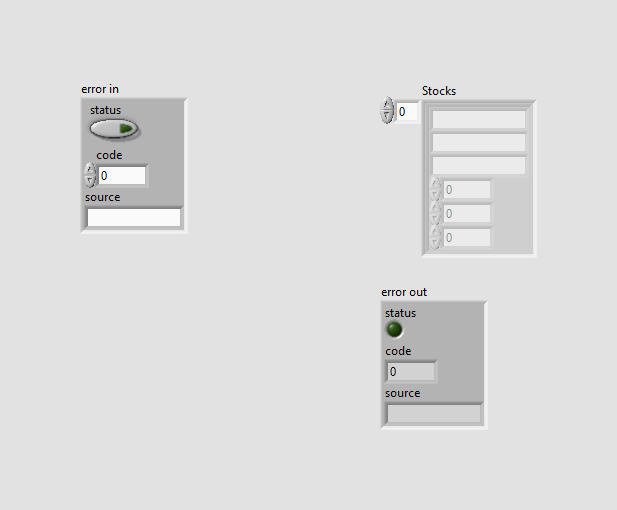 error in
status
code
0
source
Stocks
0
0
0
0
error out
status
code
0
source